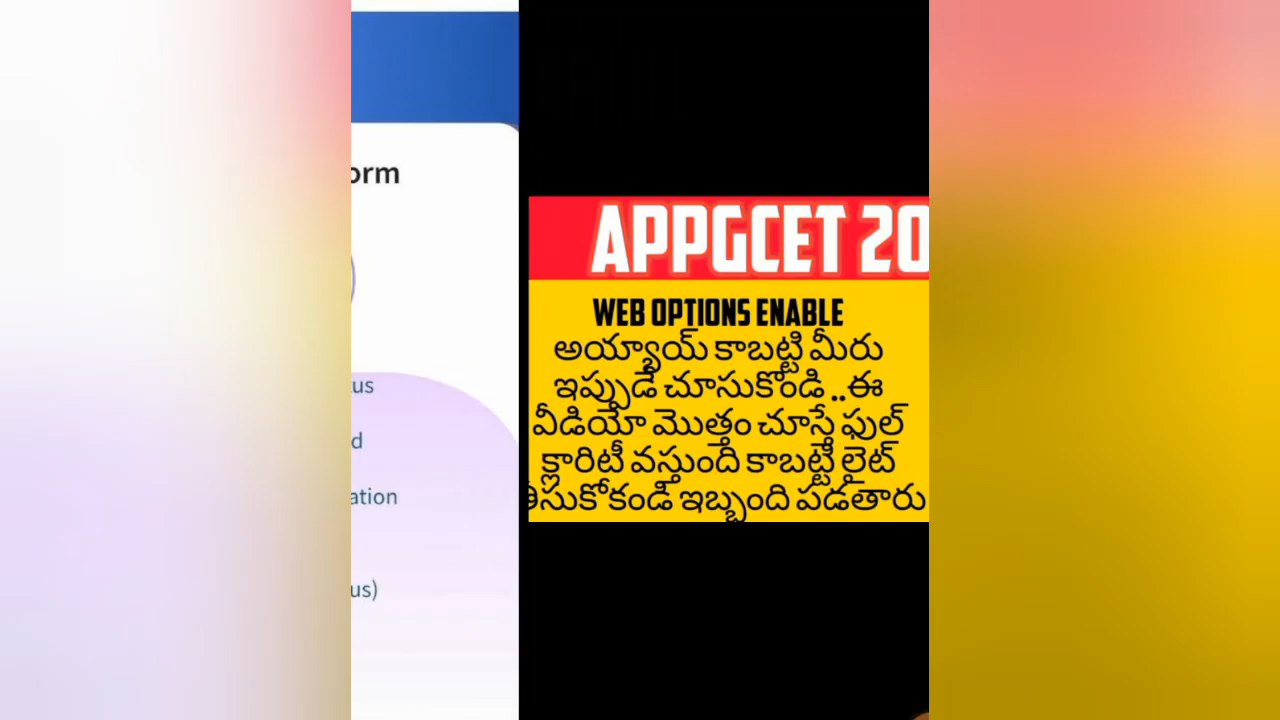 orm
us
d
ation
us)
APPGCET 20
WEB OPTIONS ENABLE
అయ్యాయ్ కాబట్టి మీరు
ఇప్పుడే చూసుకోండి ..ఈ
వీడియో మొత్తం చూస్తే ఫుల్
క్లారిటీ వస్తుంది కాబట్టి లైట్
తీసుకోకండి ఇబ్బంది పడతారు